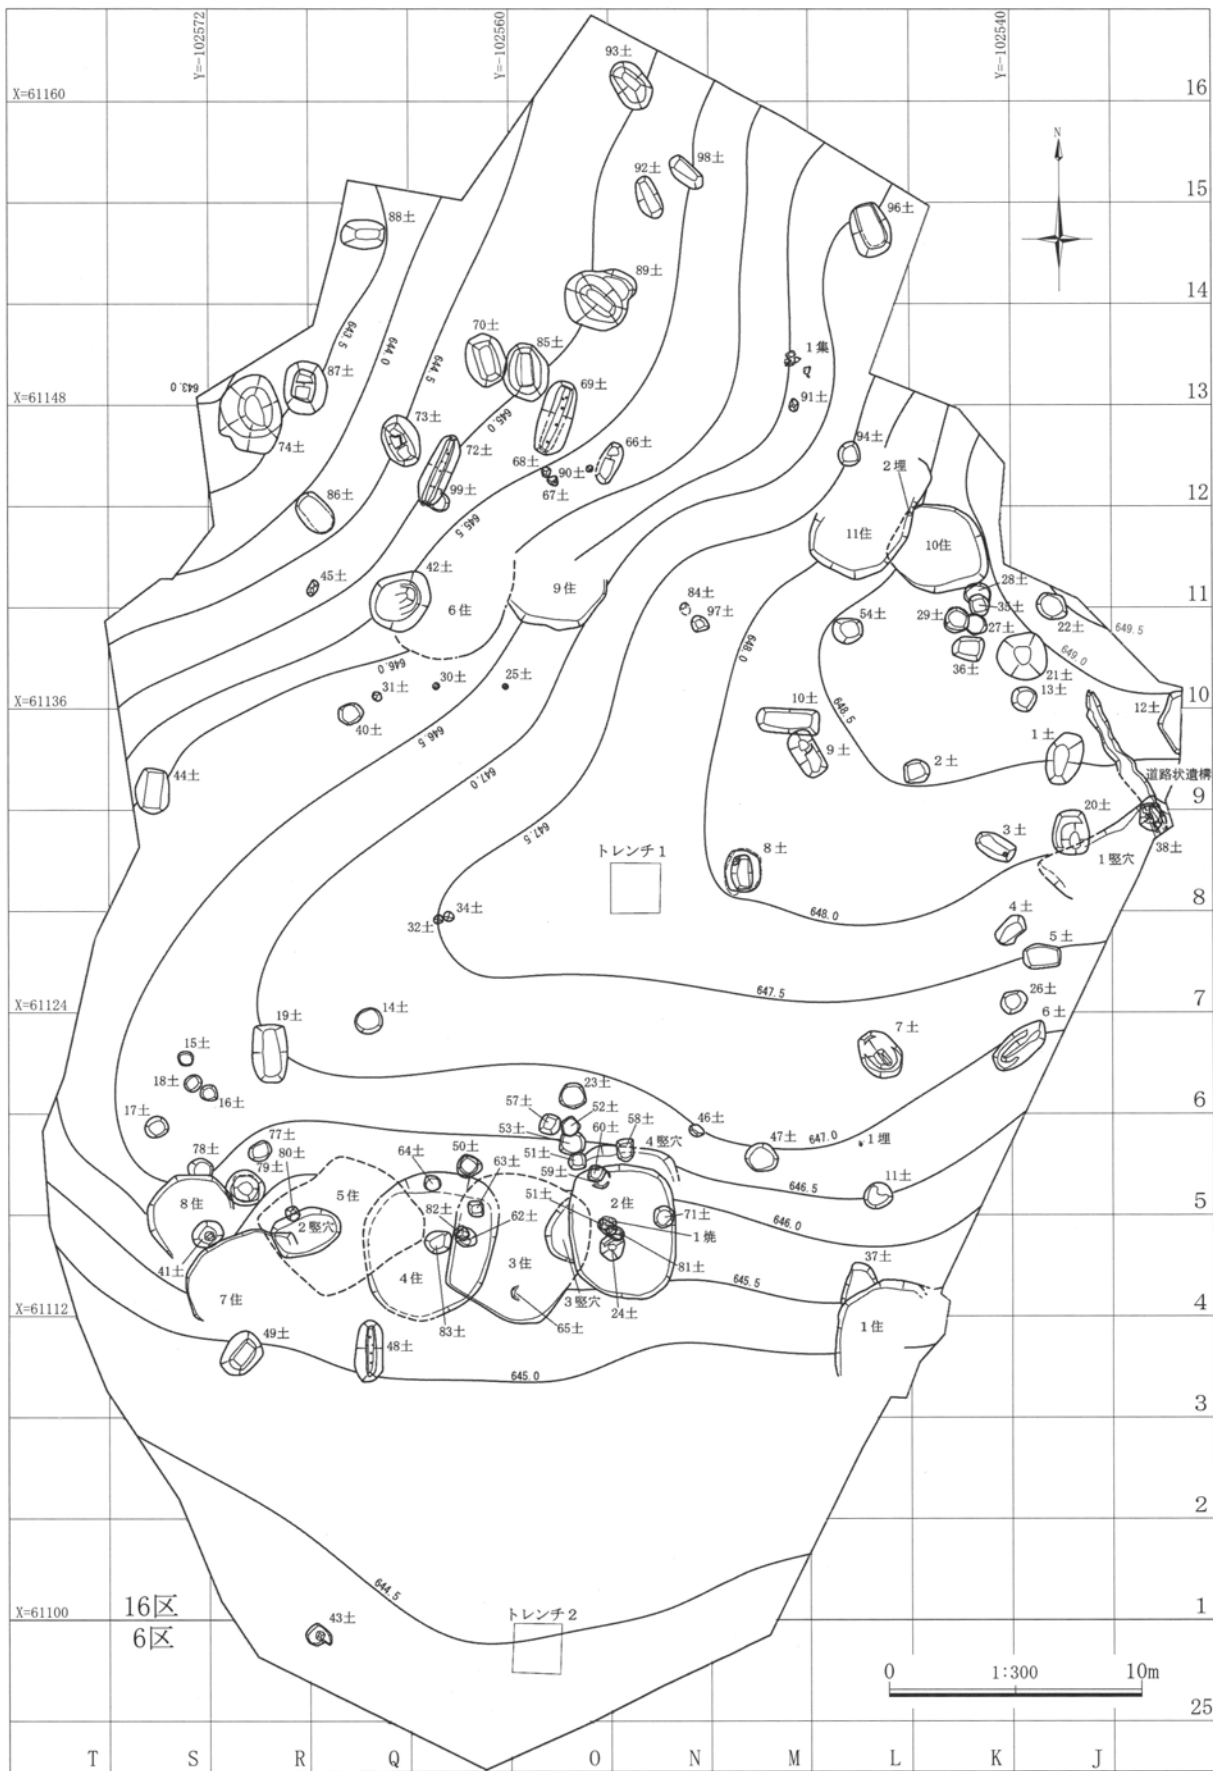 Y=-102572
Y=-102560
Y=-102540
X=61160
16
93土
N
92土
98土
15
88土
96土
89土
14
643.5
644.0
644.5
70土
85土
1集
643.0
87土
69土
13
X=61148
73土
645.0
91土
74土
72土
66土
94土
68土
90土
2埋
99土
67土
86土
12
645.5
11住
10住
45土
42土
9住
28土
84土
11
6住
35土
54土
29土
27土
22土
97土
649.5
648.0
36土
649.0
646.0
21土
31土
30土
25土
13土
10
X=61136
10土
12土
40土
646.5
648.5
1土
9土
2土
647.0
44土
道路状遺構
9
20土
647.5
3土
トレンチ1
8土
1竪穴
38土
8
34土
4土
32土
648.0
5土
647.5
26土
7
X=61124
14土
6土
19土
7土
15土
18土
16土
23土
6
17土
57土
52土
46土
58土
77土
53土
60土
4竪穴
47土
647.0
1埋
78土
80土
64土
50土
51土
79土
63土
59土
11土
646.5
5住
51土
2住
8住
5
82土
71土
646.0
2竪穴
62土
1焼
3住
41土
4住
81土
37土
645.5
7住
3竪穴
24土
4
X=61112
49土
48土
83土
65土
1住
645.0
3
2
644.5
16区
トレンチ2
1
X=61100
43土
6区
0
1:300
10m
25
T
S
R
Q
O
N
M
L
K
J